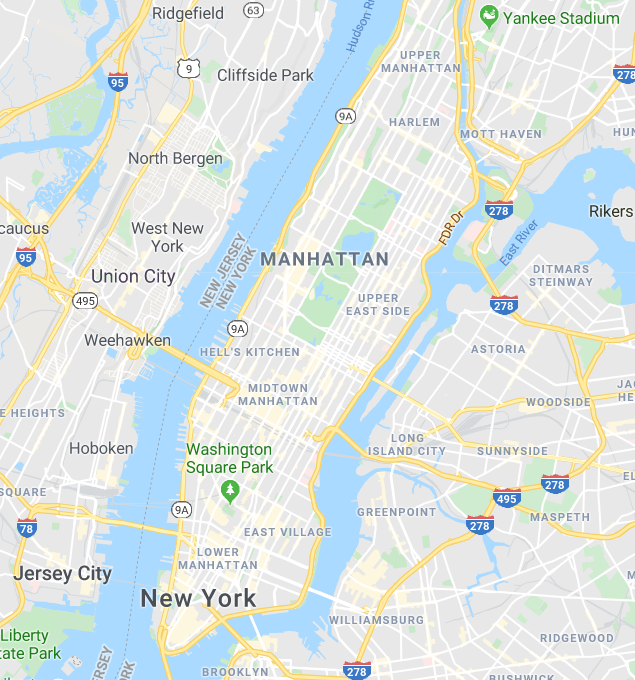 Ridgefield
63
Hudson Ri
Yankee Stadium
UPPER
MANHATTAN
9
Cliffside Park
95
278
9A
HARLEM
MOTT HAVEN
HUN
North Bergen
278
Rikers
FDR Dr
East River
caucus
West New
York
95
NEW JERSEY
NEW YORK
MANHATTAN
Union City
DITMARS
STEINWAY
495
UPPER
EAST SIDE
278
9A
Weehawken
HELL'S KITCHEN
ASTORIA
MIDTOWN
MANHATTAN
JAC
HE
WOODSIDE
E HEIGHTS
Hoboken
Washington
Square Park
LONG
ISLAND CITY
SUNNYSIDE
EL
SQUARE
278
495
9A
GREENPOINT
MASPETH
78
278
EAST VILLAGE
LOWER
MANHATTAN
Jersey City
M
New York
WILLIAMSBURG
Liberty
tate Park
RIDGEWOOD
JERSEY
YORK
BROOKLYN
278
BUSHWICK